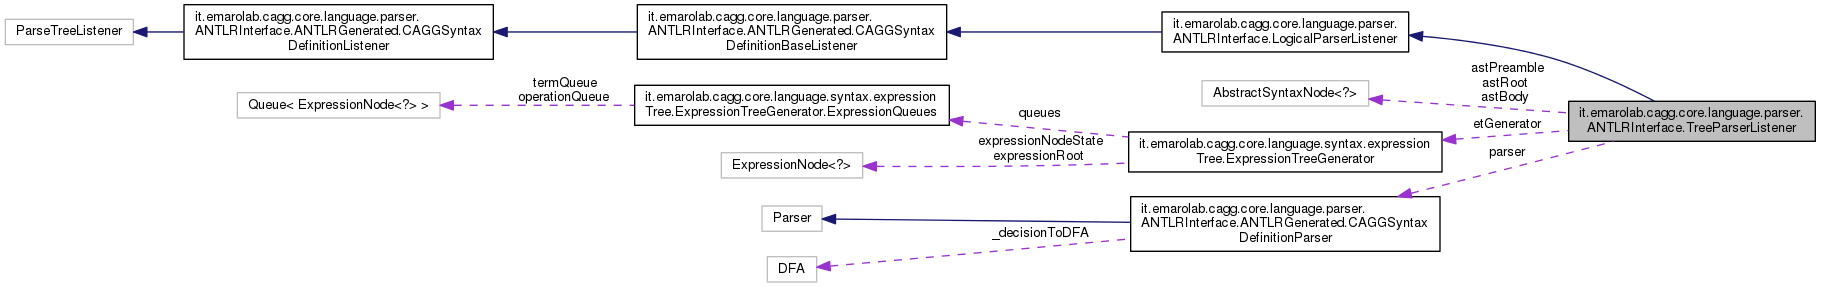 ParseTreeListener
it.emarolab.cagg.core.language.parser.
ANTLRInterface.ANTLRGenerated.CAGGSyntax
DefinitionListener
it.emarolab.cagg.core.language.parser.
ANTLRInterface.ANTLRGenerated.CAGGSyntax
DefinitionBaseListener
it.emarolab.cagg.core.language.parser.
ANTLRInterface.LogicalParserListener
astPreamble
astRoot
astBody
AbstractSyntaxNode<?>
it.emarolab.cagg.core.language.parser.
ANTLRInterface.TreeParserListener
termQueue
operationQueue
Queue< ExpressionNode<?> >
it.emarolab.cagg.core.language.syntax.expression
Tree.ExpressionTreeGenerator.ExpressionQueues
queues
etGenerator
expressionNodeState
expressionRoot
ExpressionNode<?>
it.emarolab.cagg.core.language.syntax.expression
Tree.ExpressionTreeGenerator
parser
Parser
it.emarolab.cagg.core.language.parser.
ANTLRInterface.ANTLRGenerated.CAGGSyntax
DefinitionParser
_decisionToDFA
DFA